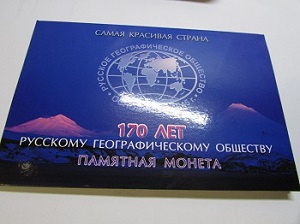 САМАЯ КРАСИВАЯ СТРАНА
РУССКОЕ ГЕОГРАФИЧЕСКОЕ ОБЩЕСТВО
170 ЛЕТ
РУССКОМУ ГЕОГРАФИЧЕСКОМУ ОБЩЕСТВУ
ПАМЯТНАЯ МОНЕТА